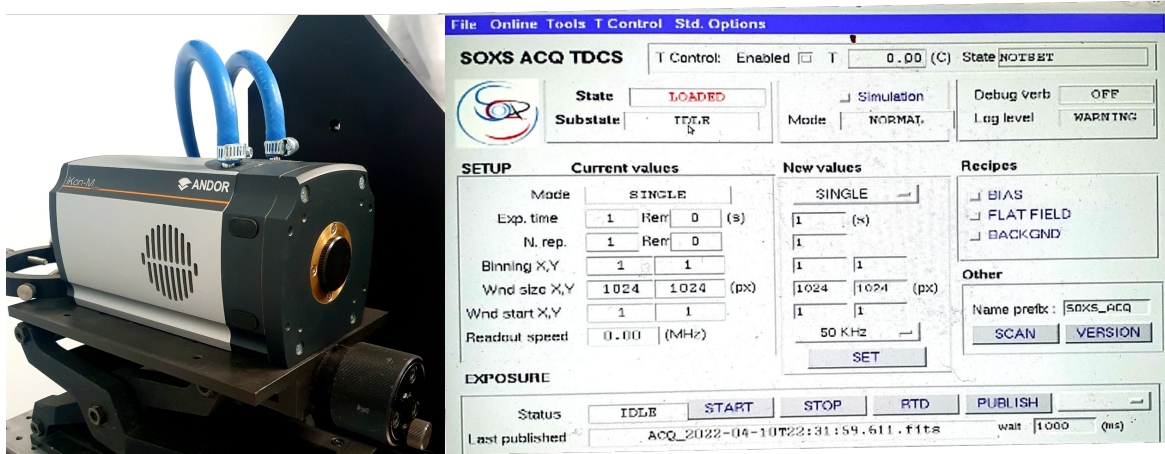 iKon-M
ANDOR
File Online Tools T Control Std. Options
SOXS ACQ TDCS
T Control: Enabled T 0.00 (C) State NOTSET
State LOADED
Substate IDLE
Simulation
Mode NORMAL
Debug verb OFF
Log level WARNING
SETUP Current values New values Recipes
Mode SINGLE SINGLE
BIAS
Exp. time 1 Rem 0 (s) 1 (s)
FLAT FIELD
N. rep. 1 Rem 0 1
BACKGND
Binning X,Y 1 1 1 1
Other
Wnd size X,Y 1024 1024 (px) 1024 1024 (px)
Name prefix : SOXS_ACQ
Wnd start X,Y 1 1 1 1
Readout speed 0.00 (MHz) 50 KHz
SCAN VERSION
SET
EXPOSURE
Status IDLE START STOP RTD PUBLISH
Last published ACQ_2022-04-10T22:31:59.611.fits wait 1000 (ms)